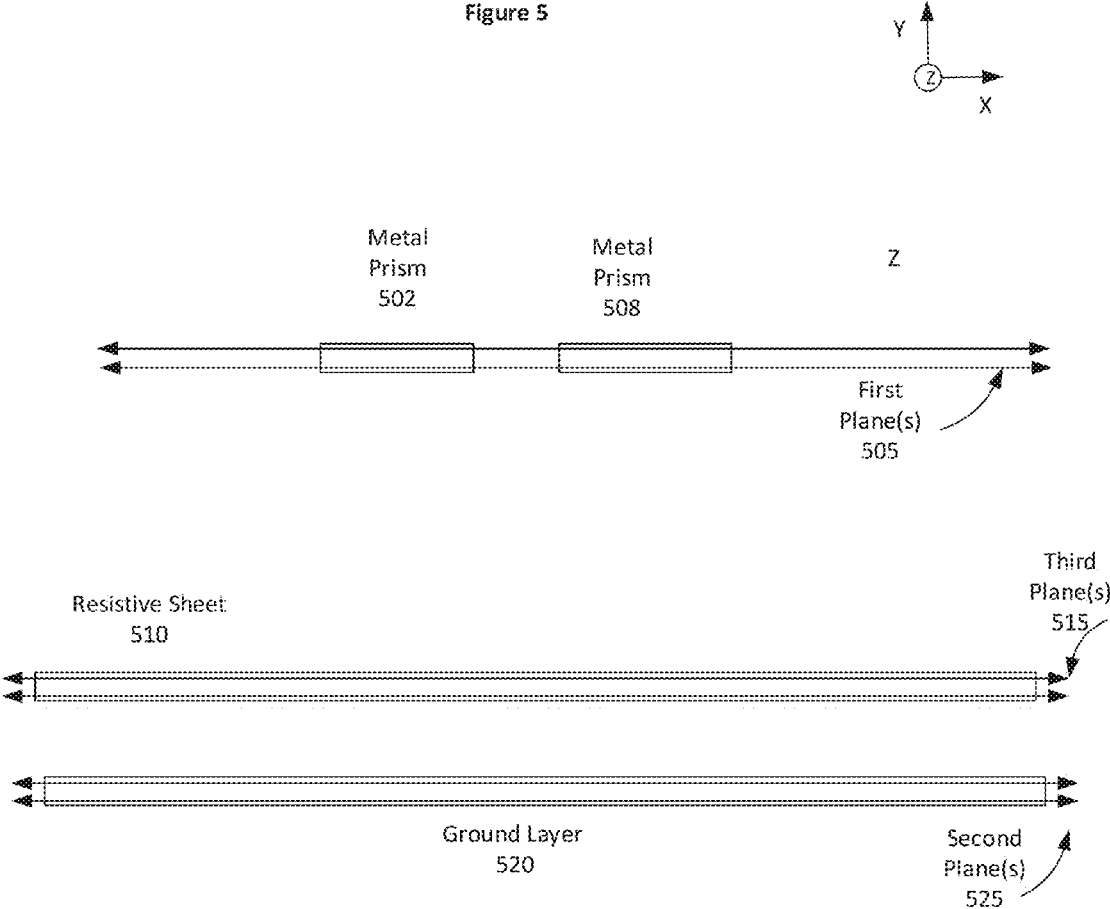 Figure 5
Y
Z
X
Metal
Prism
502
Metal
Prism
508
Z
First
Plane(s)
505
Third
Plane(s)
515
Resistive Sheet
510
Ground Layer
520
Second
Plane(s)
525